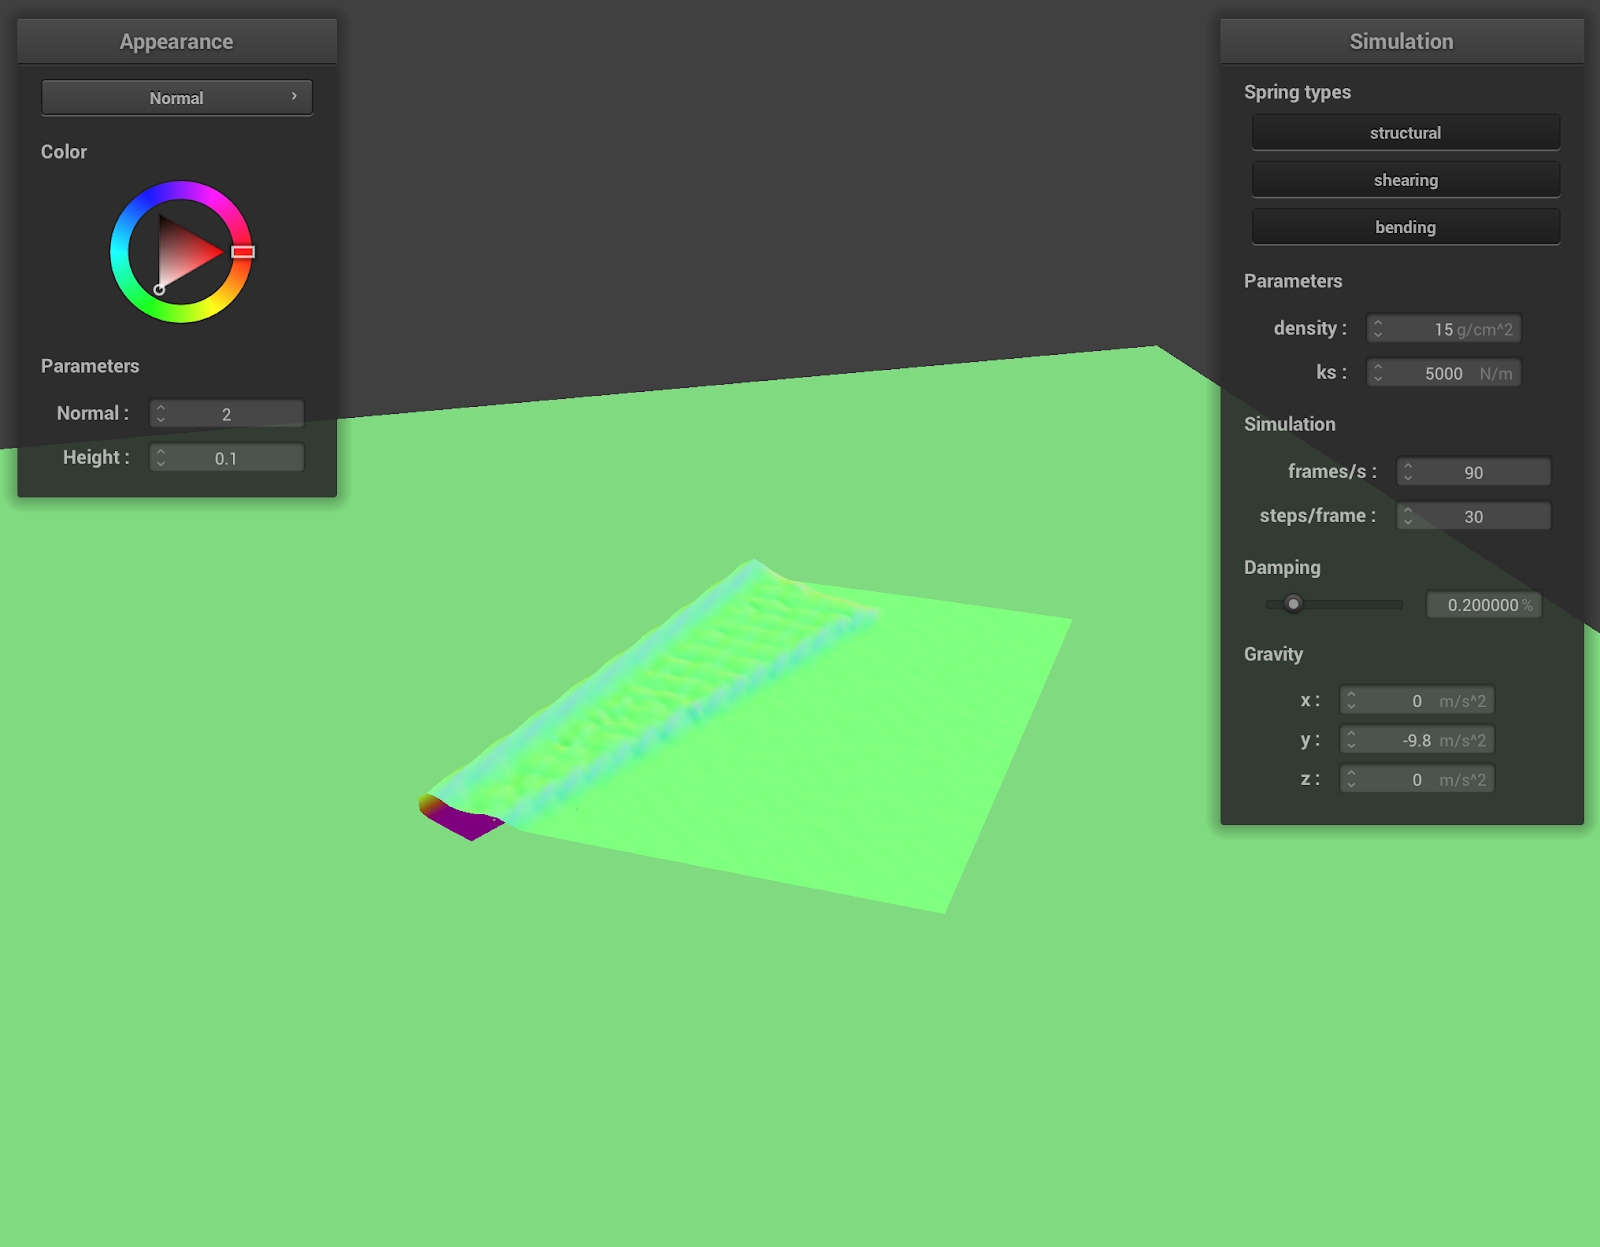 Appearance
Normal
Color
Parameters
Normal : 2
Height : 0.1
Simulation
Spring types
structural
shearing
bending
Parameters
density : 15 g/cm^2
ks : 5000 N/m
Simulation
frames/s : 90
steps/frame : 30
Damping
0.200000 %
Gravity
x : 0 m/s^2
y : -9.8 m/s^2
z : 0 m/s^2